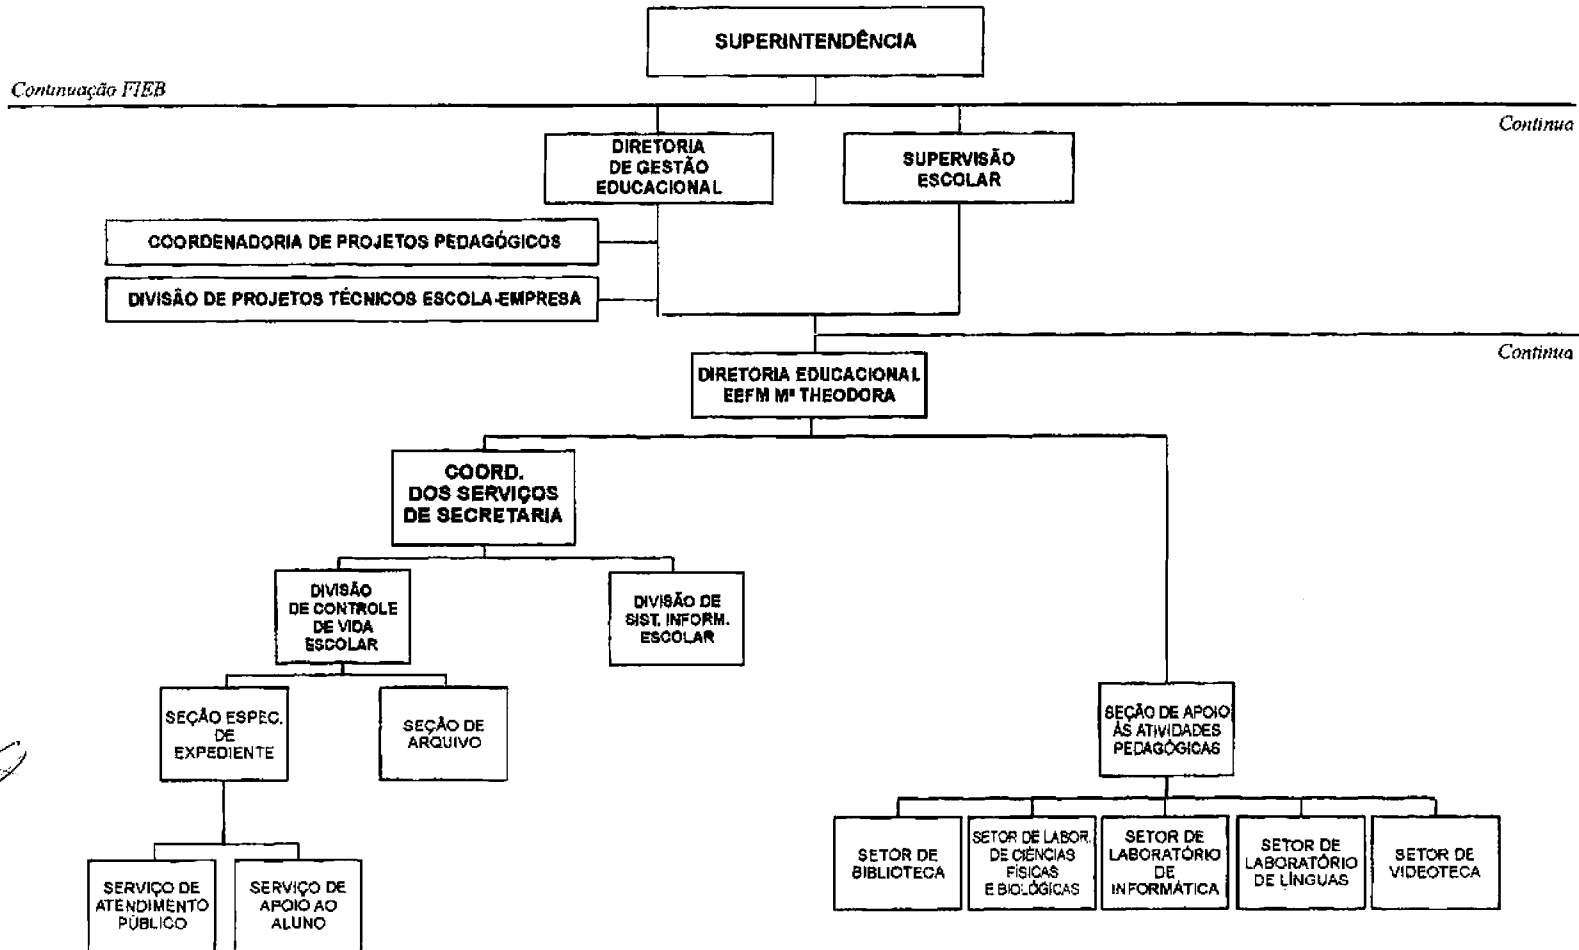 SUPERINTENDÊNCIA
Continuação FIEB
Continua
DIRETORIA
DE GESTÃO
EDUCACIONAL
SUPERVISÃO
ESCOLAR
COORDENADORIA DE PROJETOS PEDAGÓGICOS
DIVISÃO DE PROJETOS TÉCNICOS ESCOLA-EMPRESA
Continua
DIRETORIA EDUCACIONAL
EEFM Mª THEODORA
COORD.
DOS SERVIÇOS
DE SECRETARIA
DIVISÃO
DE CONTROLE
DE VIDA
ESCOLAR
DIVISÃO DE
SIST. INFORM.
ESCOLAR
SEÇÃO ESPEC.
DE
EXPEDIENTE
SEÇÃO DE
ARQUIVO
SEÇÃO DE APOIO
ÀS ATIVIDADES
PEDAGÓGICAS
SERVIÇO DE
ATENDIMENTO
PÚBLICO
SERVIÇO DE
APOIO AO
ALUNO
SETOR DE
BIBLIOTECA
SETOR DE LABOR.
DE CIÊNCIAS
FÍSICAS
E BIOLÓGICAS
SETOR DE
LABORATÓRIO
DE
INFORMÁTICA
SETOR DE
LABORATÓRIO
DE LÍNGUAS
SETOR DE
VIDEOTECA